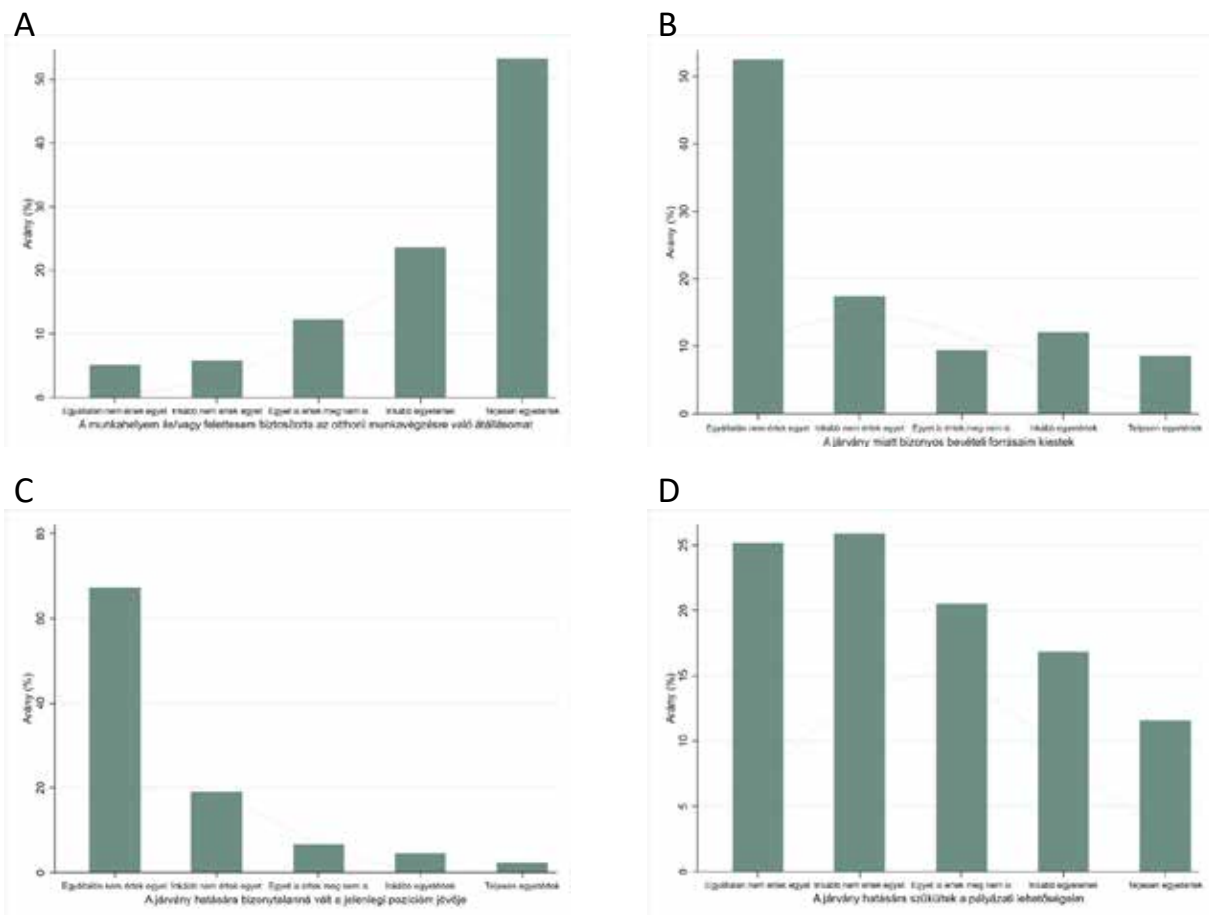 A
B
50
40
30
20
10
0
Arány (%)
Egyáltalán nem értek egyet
Inkább nem értek egyet
Egyet is értek meg nem is
Inkább egyetértek
Teljesen egyetértek
A munkahelyem és/vagy felettesem biztosította az otthoni munkavégzésre való átállásomat
50
40
30
20
10
0
Arány (%)
Egyáltalán nem értek egyet
Inkább nem értek egyet
Egyet is értek meg nem is
Inkább egyetértek
Teljesen egyetértek
A járvány miatt bizonyos bevételi forrásaim kiestek
C
D
80
60
40
20
0
Arány (%)
Egyáltalán nem értek egyet
Inkább nem értek egyet
Egyet is értek meg nem is
Inkább egyetértek
Teljesen egyetértek
A járvány hatására bizonytalanná vált a jelenlegi pozícióm jövője
25
20
15
10
5
0
Arány (%)
Egyáltalán nem értek egyet
Inkább nem értek egyet
Egyet is értek meg nem is
Inkább egyetértek
Teljesen egyetértek
A járvány hatására szűkültek a pályázati lehetőségeim